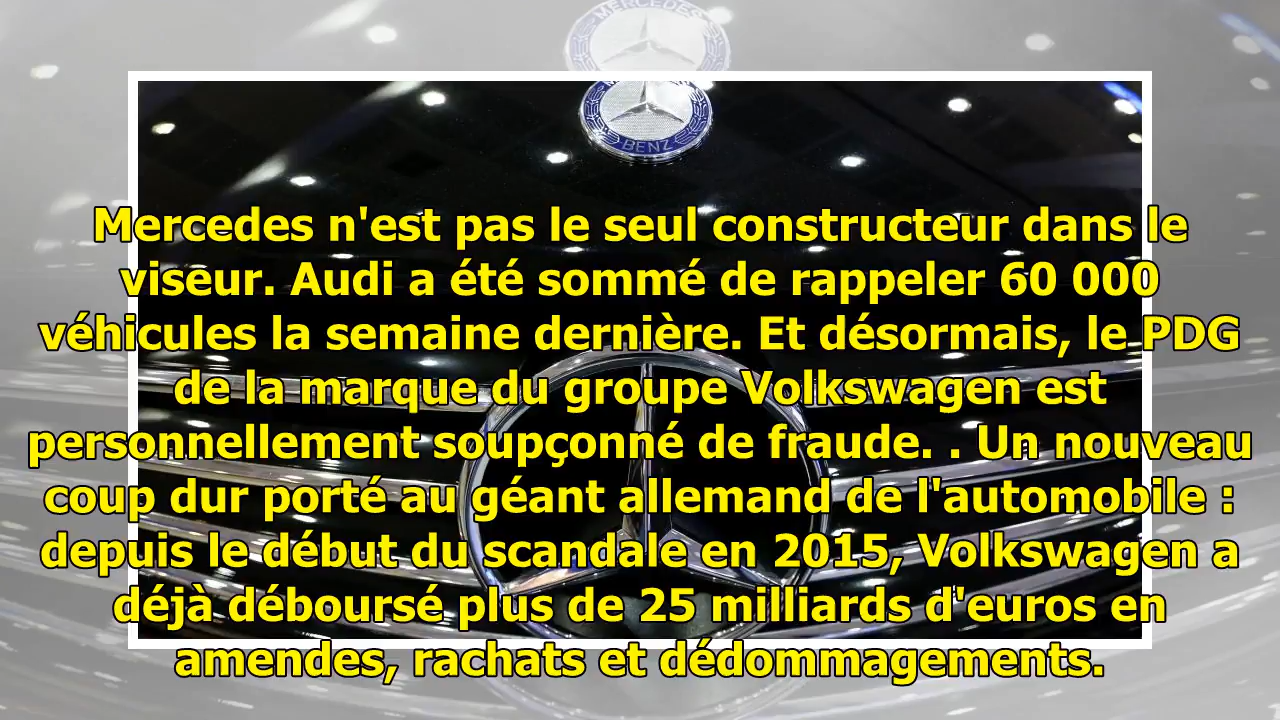 MERCEDES
BENZ
Mercedes n'est pas le seul constructeur dans le
viseur. Audi a été sommé de rappeler 60 000
véhicules la semaine dernière. Et désormais, le PDG
de la marque du groupe Volkswagen est
personnellement soupçonné de fraude. . Un nouveau
coup dur porté au géant allemand de l'automobile :
depuis le début du scandale en 2015, Volkswagen a
déjà déboursé plus de 25 milliards d'euros en
amendes, rachats et dédommagements.